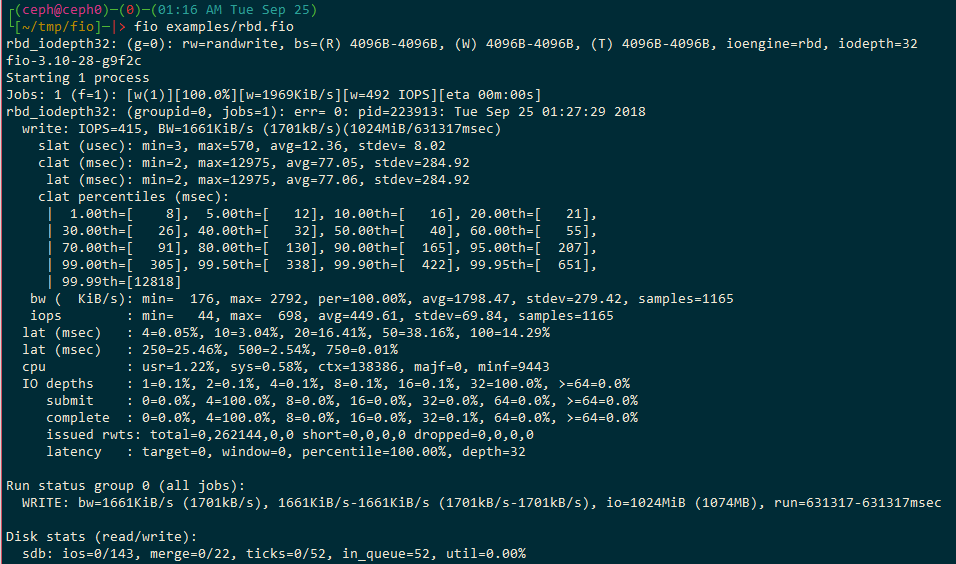 ┌(ceph@ceph0)─(0)─(01:16 AM Tue Sep 25)
└[~/tmp/fio]─|> fio examples/rbd.fio
rbd_iodepth32: (g=0): rw=randwrite, bs=(R) 4096B-4096B, (W) 4096B-4096B, (T) 4096B-4096B, ioengine=rbd, iodepth=32
fio-3.10-28-g9f2c
Starting 1 process
Jobs: 1 (f=1): [w(1)][100.0%][w=1969KiB/s][w=492 IOPS][eta 00m:00s]
rbd_iodepth32: (groupid=0, jobs=1): err= 0: pid=223913: Tue Sep 25 01:27:29 2018
  write: IOPS=415, BW=1661KiB/s (1701kB/s)(1024MiB/631317msec)
    slat (usec): min=3, max=570, avg=12.36, stdev= 8.02
    clat (msec): min=2, max=12975, avg=77.05, stdev=284.92
     lat (msec): min=2, max=12975, avg=77.06, stdev=284.92
    clat percentiles (msec):
     |  1.00th=[    8],  5.00th=[   12], 10.00th=[   16], 20.00th=[   21],
     | 30.00th=[   26], 40.00th=[   32], 50.00th=[   40], 60.00th=[   55],
     | 70.00th=[   91], 80.00th=[  130], 90.00th=[  165], 95.00th=[  207],
     | 99.00th=[  305], 99.50th=[  338], 99.90th=[  422], 99.95th=[  651],
     | 99.99th=[12818]
   bw (  KiB/s): min=  176, max= 2792, per=100.00%, avg=1798.47, stdev=279.42, samples=1165
   iops        : min=   44, max=  698, avg=449.61, stdev=69.84, samples=1165
  lat (msec)   : 4=0.05%, 10=3.04%, 20=16.41%, 50=38.16%, 100=14.29%
  lat (msec)   : 250=25.46%, 500=2.54%, 750=0.01%
  cpu          : usr=1.22%, sys=0.58%, ctx=138386, majf=0, minf=9443
  IO depths    : 1=0.1%, 2=0.1%, 4=0.1%, 8=0.1%, 16=0.1%, 32=100.0%, >=64=0.0%
     submit    : 0=0.0%, 4=100.0%, 8=0.0%, 16=0.0%, 32=0.0%, 64=0.0%, >=64=0.0%
     complete  : 0=0.0%, 4=100.0%, 8=0.0%, 16=0.0%, 32=0.1%, 64=0.0%, >=64=0.0%
     issued rwts: total=0,262144,0,0 short=0,0,0,0 dropped=0,0,0,0
     latency   : target=0, window=0, percentile=100.00%, depth=32
Run status group 0 (all jobs):
  WRITE: bw=1661KiB/s (1701kB/s), 1661KiB/s-1661KiB/s (1701kB/s-1701kB/s), io=1024MiB (1074MB), run=631317-631317msec
Disk stats (read/write):
  sdb: ios=0/143, merge=0/22, ticks=0/52, in_queue=52, util=0.00%